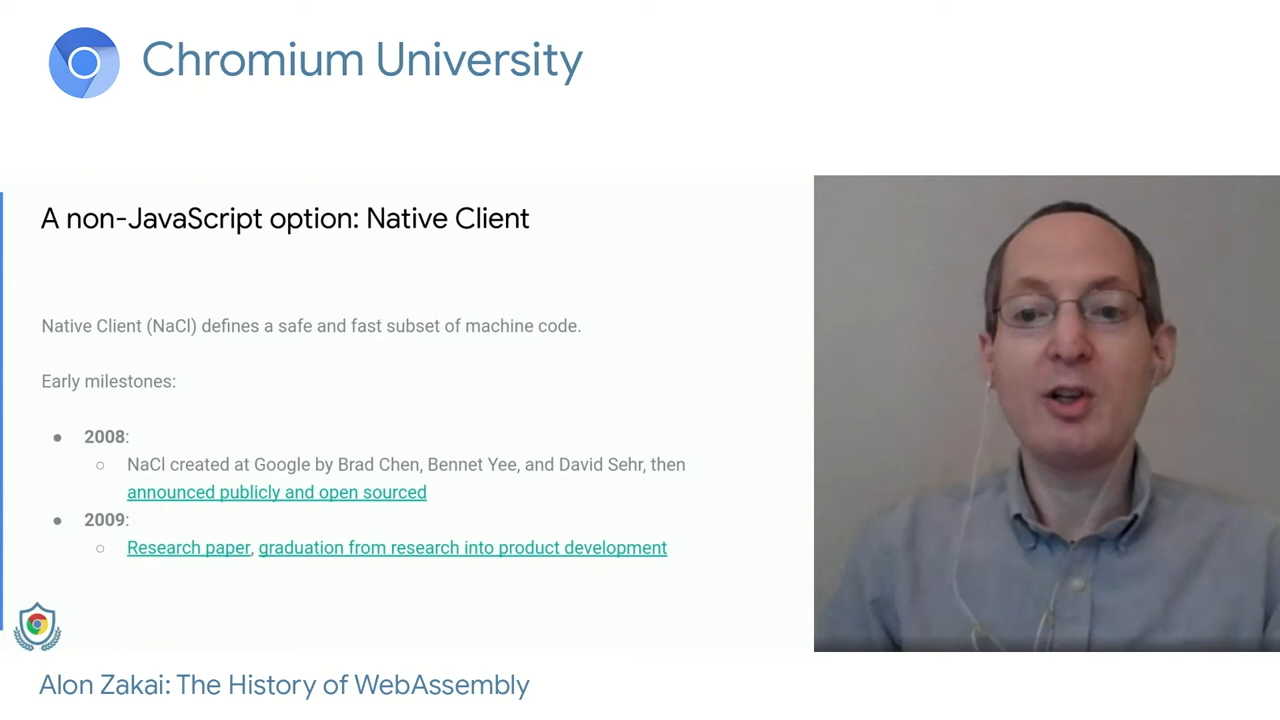 Chromium University
A non-JavaScript option: Native Client
Native Client (NaCl) defines a safe and fast subset of machine code.
Early milestones:
● 2008:
○ NaCl created at Google by Brad Chen, Bennet Yee, and David Sehr, then
announced publicly and open sourced
● 2009:
○ Research paper, graduation from research into product development
Alon Zakai: The History of WebAssembly